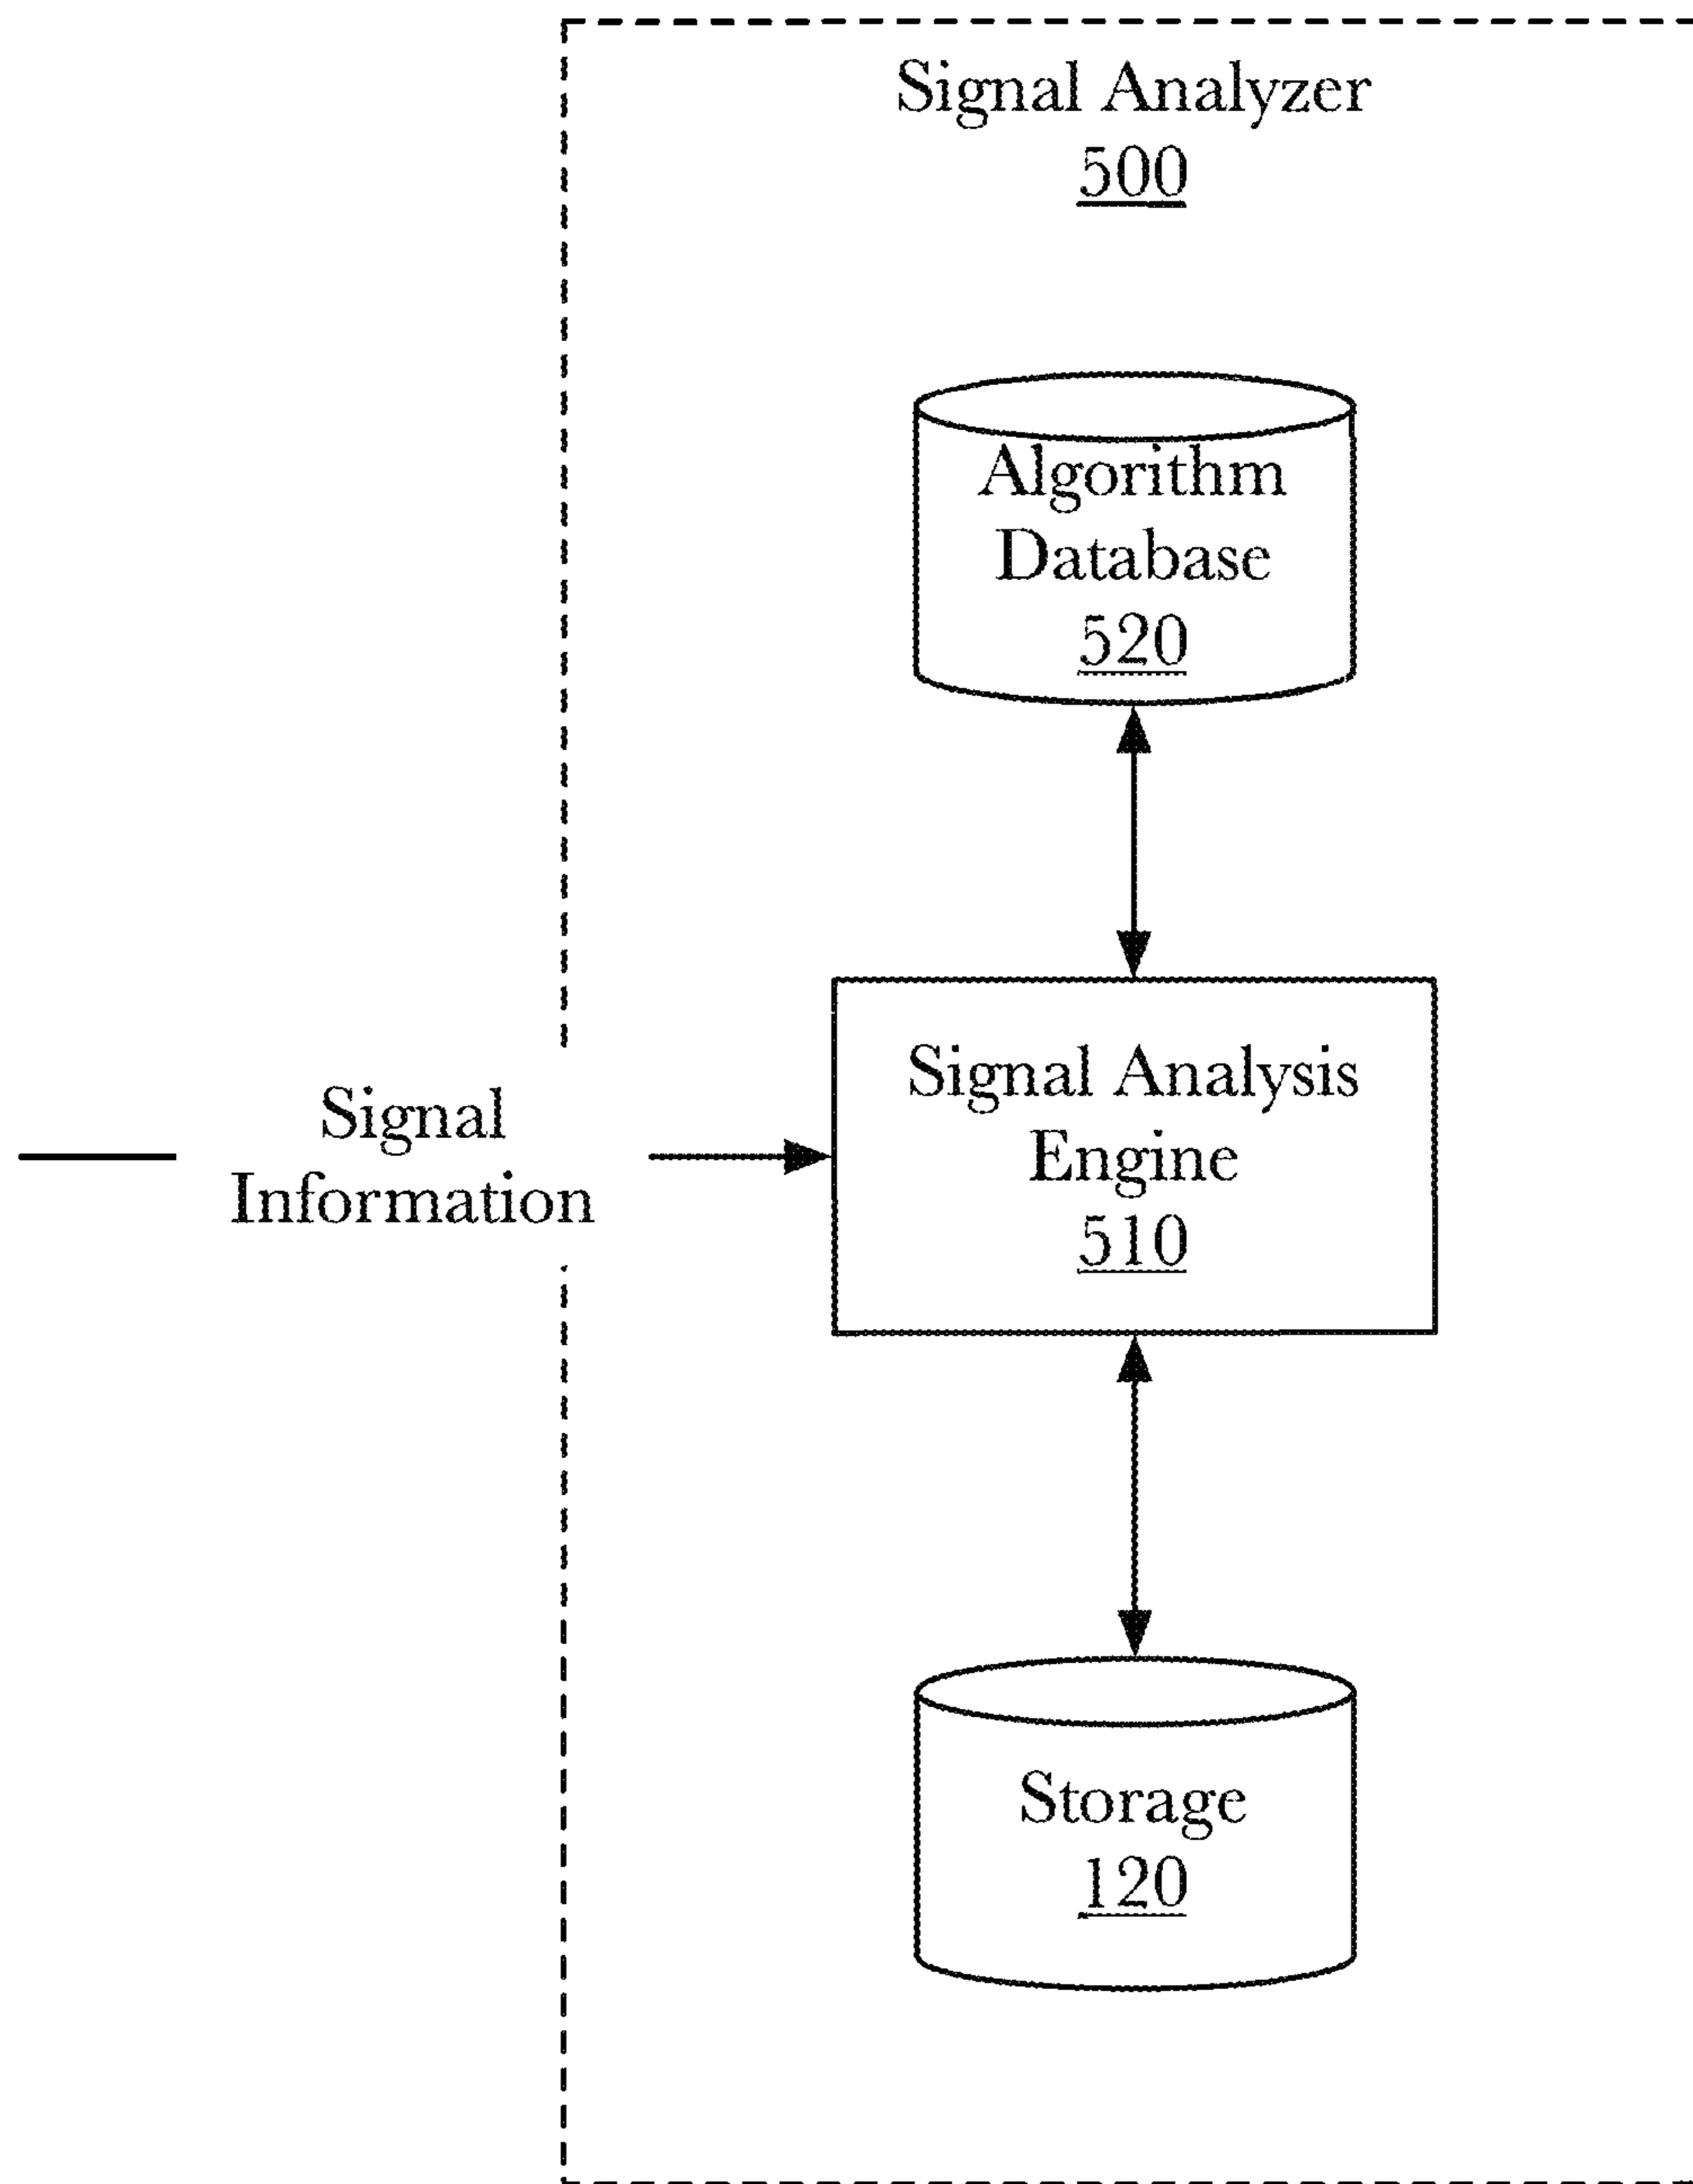 Signal Analyzer
500
Algorithm
Database
520
Signal
Information
Signal Analysis
Engine
510
Storage
120